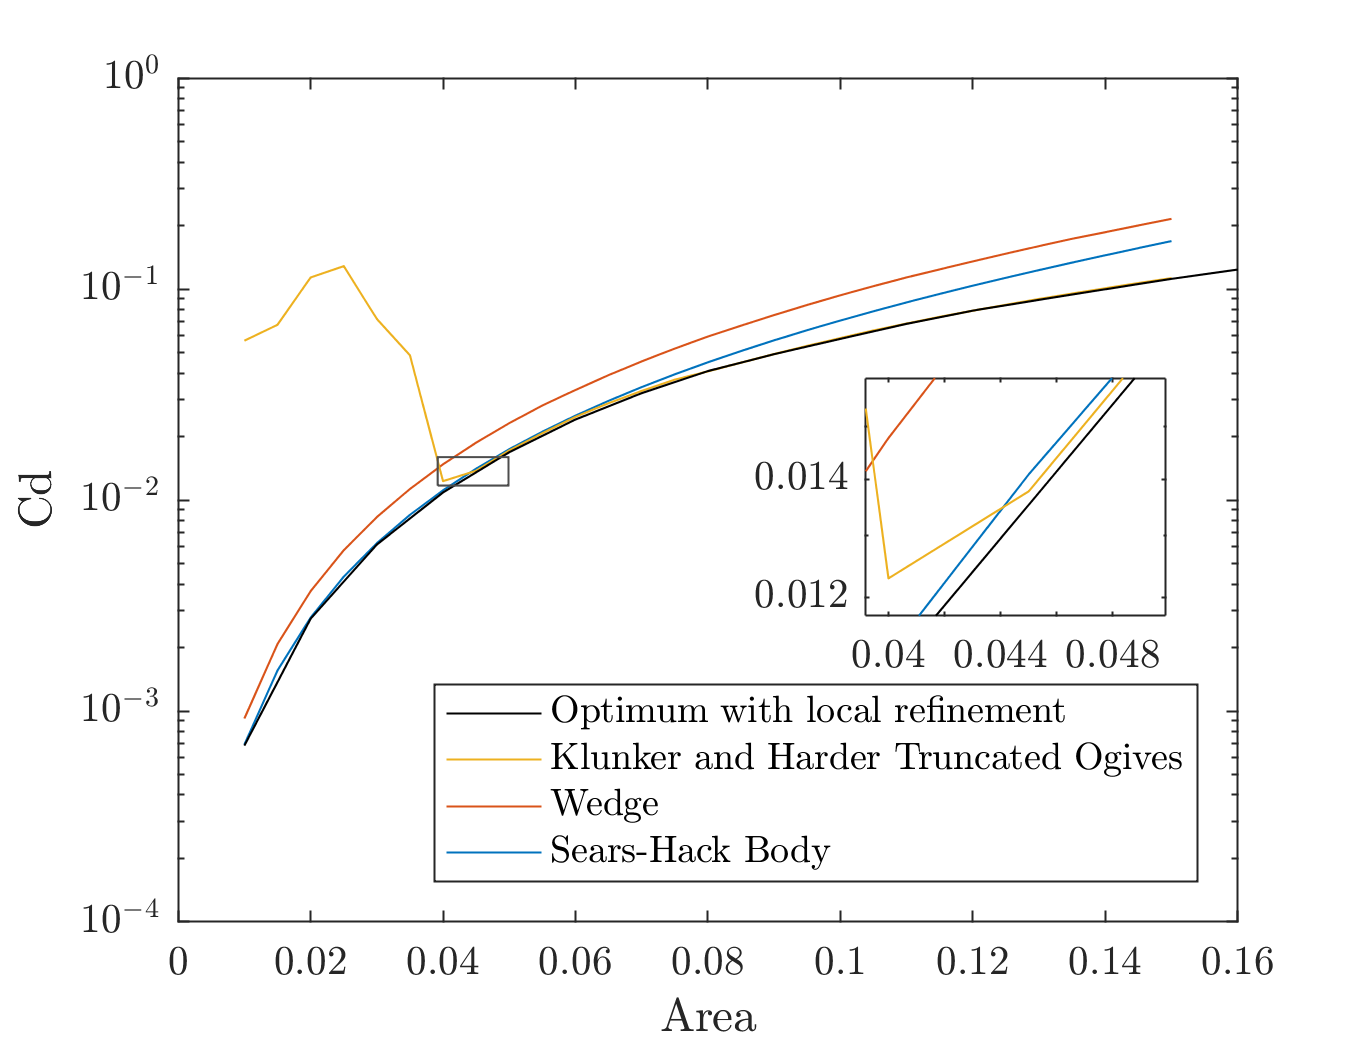 10⁰
10⁻¹
10⁻²
10⁻³
10⁻⁴
Cd
0 0.02 0.04 0.06 0.08 0.1 0.12 0.14 0.16
Area
0.014
0.012
0.04 0.044 0.048
Optimum with local refinement
Klunker and Harder Truncated Ogives
Wedge
Sears-Hack Body